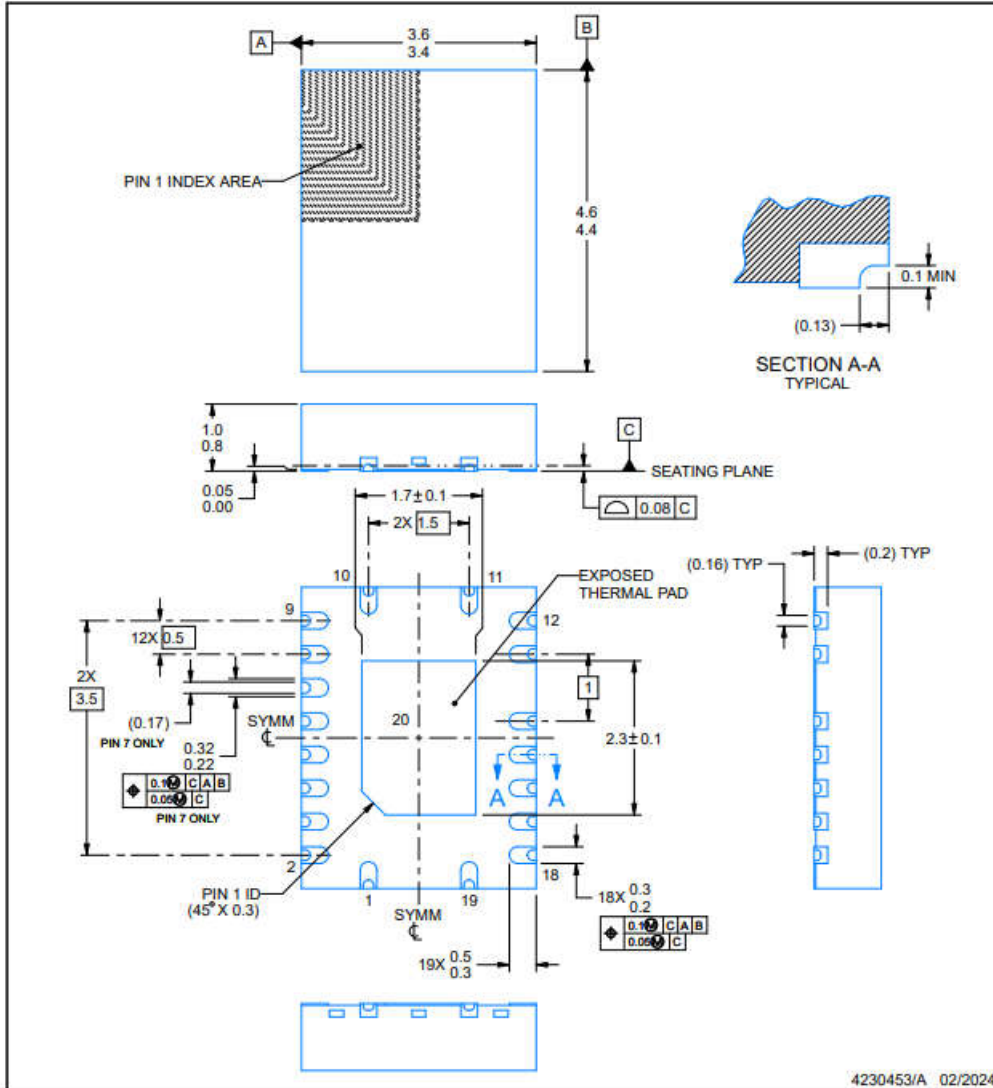 A
3.6
3.4
B
PIN 1 INDEX AREA
4.6
4.4
0.1 MIN
(0.13)
SECTION A-A
TYPICAL
1.0
0.8
C
SEATING PLANE
0.05
0.00
0.08 C
1.7± 0.1
2X 1.5
(0.16) TYP
(0.2) TYP
10
11
EXPOSED
THERMAL PAD
9
12
12X 0.5
2X
3.5
1
(0.17)
PIN 7 ONLY
SYMM
℄
20
2.3± 0.1
0.32
0.22
0.1Ⓜ C A B
0.05Ⓜ C
PIN 7 ONLY
A A
2
18
PIN 1 ID
(45° X 0.3)
1
19
SYMM
℄
18X 0.3
0.2
0.1Ⓜ C A B
0.05Ⓜ C
19X 0.5
0.3
4230453/A 02/2024